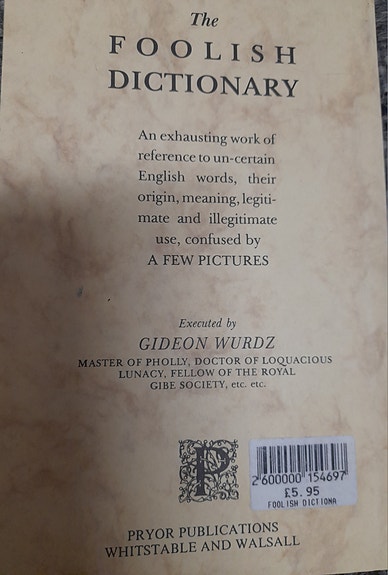 The
FOOLISH
DICTIONARY
An exhausting work of
reference to un-certain
English words, their
origin, meaning, legiti-
mate and illegitimate
use, confused by
A FEW PICTURES
Executed by
GIDEON WURDZ
MASTER OF PHOLLY, DOCTOR OF LOQUACIOUS
LUNACY, FELLOW OF THE ROYAL
GIBE SOCIETY, etc. etc.
P
2 600000 154697
£5.95
FOOLISH DICTIONA
PRYOR PUBLICATIONS
WHITSTABLE AND WALSALL